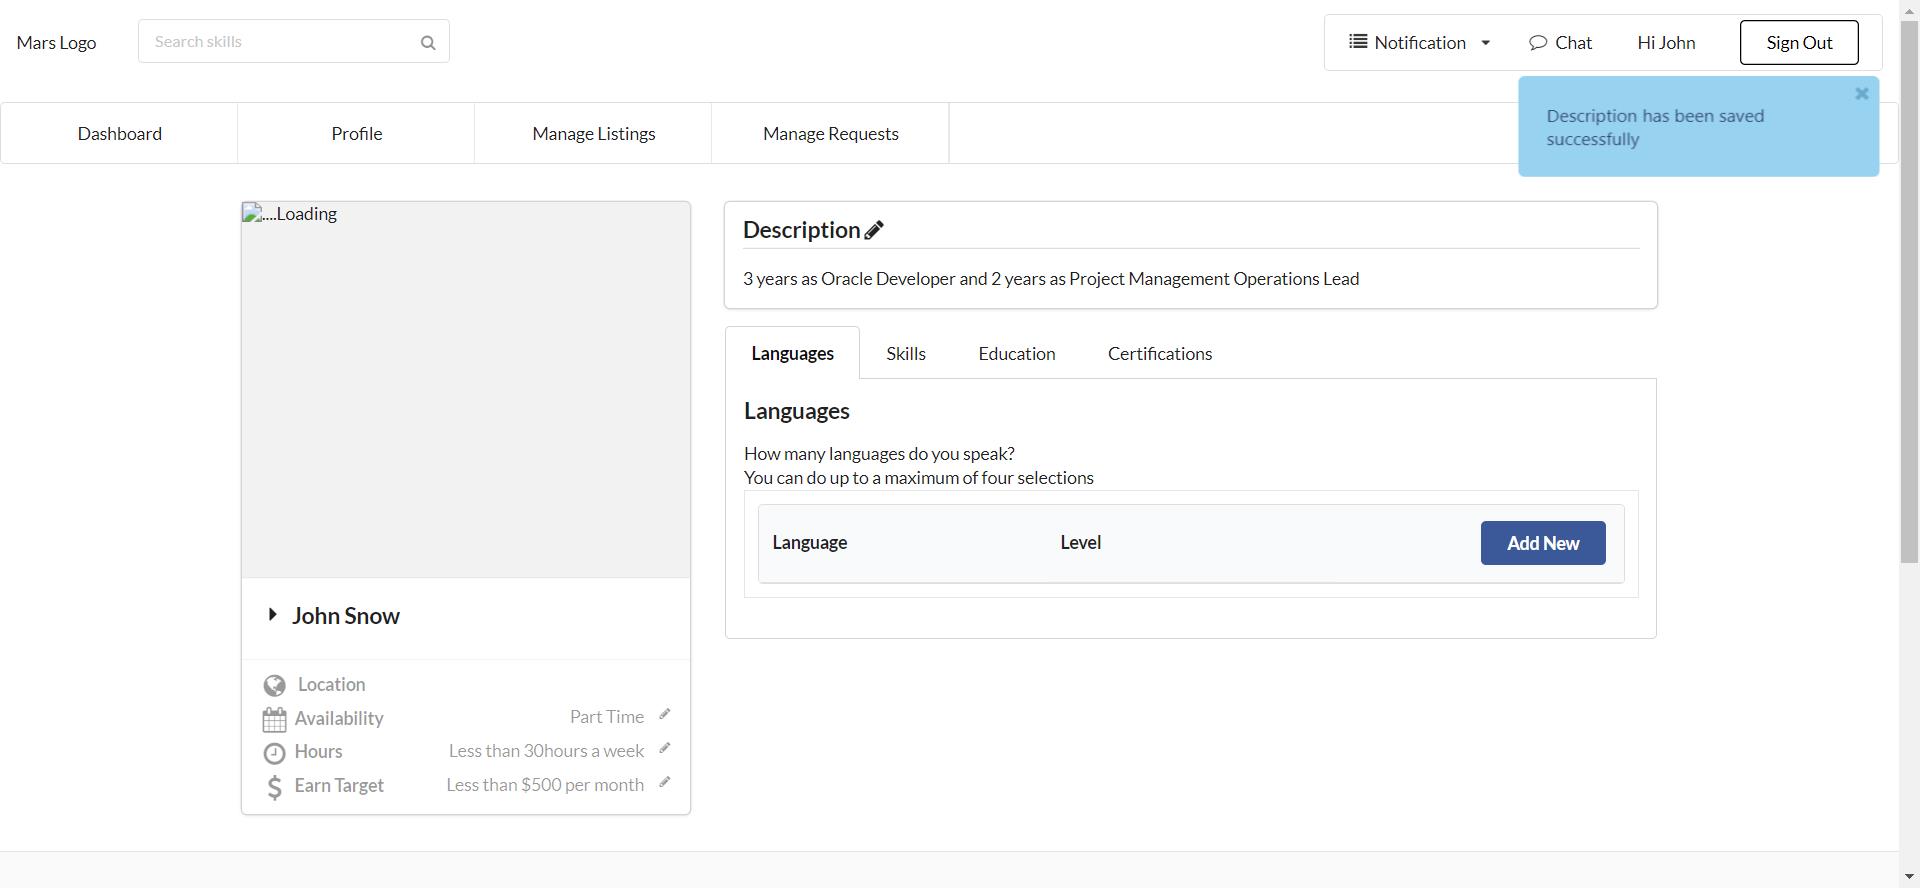 Mars Logo
Search skills
Notification
Chat
Hi John
Sign Out
Description has been saved
successfully
Dashboard
Profile
Manage Listings
Manage Requests
....Loading
Description
3 years as Oracle Developer and 2 years as Project Management Operations Lead
Languages
Skills
Education
Certifications
Languages
How many languages do you speak?
You can do up to a maximum of four selections
Language
Level
Add New
John Snow
Location
Availability
Part Time
Hours
Less than 30hours a week
Earn Target
Less than $500 per month